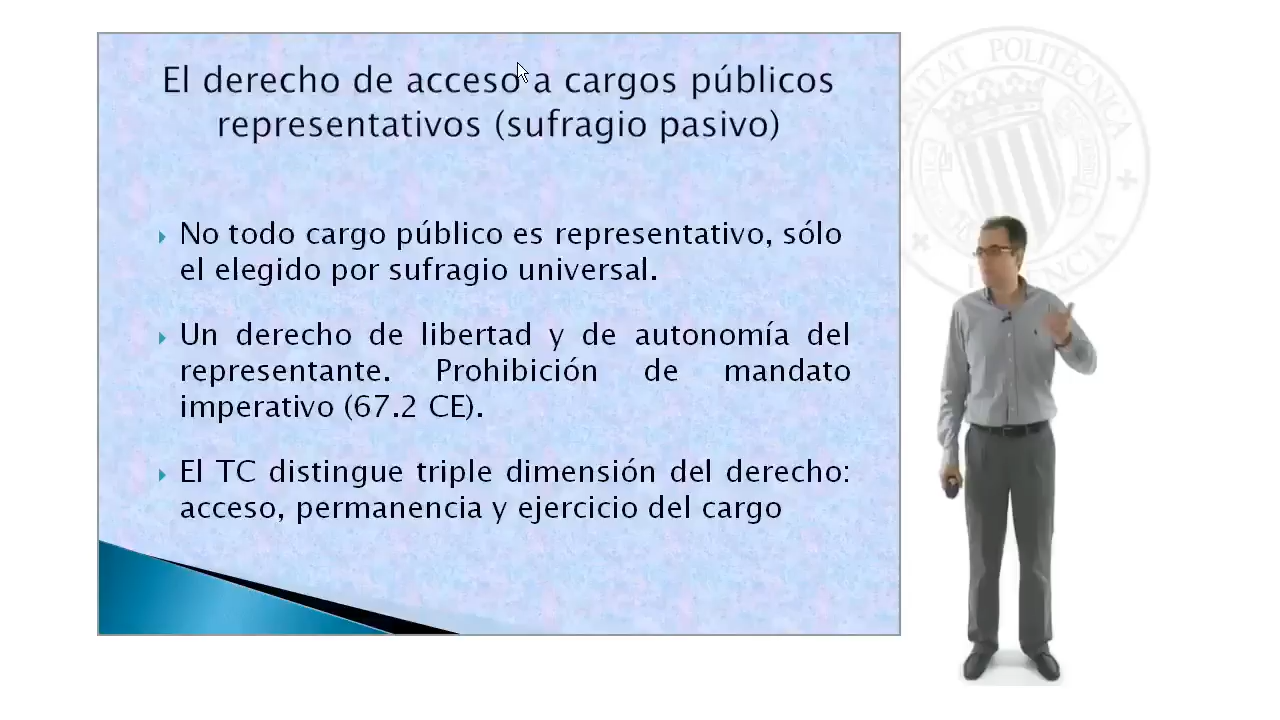 El derecho de acceso a cargos públicos
representativos (sufragio pasivo)
No todo cargo público es representativo, sólo
el elegido por sufragio universal.
Un derecho de libertad y de autonomía del
representante. Prohibición de mandato
imperativo (67.2 CE).
El TC distingue triple dimensión del derecho:
acceso, permanencia y ejercicio del cargo
POLITÈCNICA